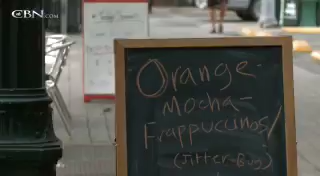 CBN.COM
Orange-
Mocha-
Frappuccinos/
(Jitter-Bug)